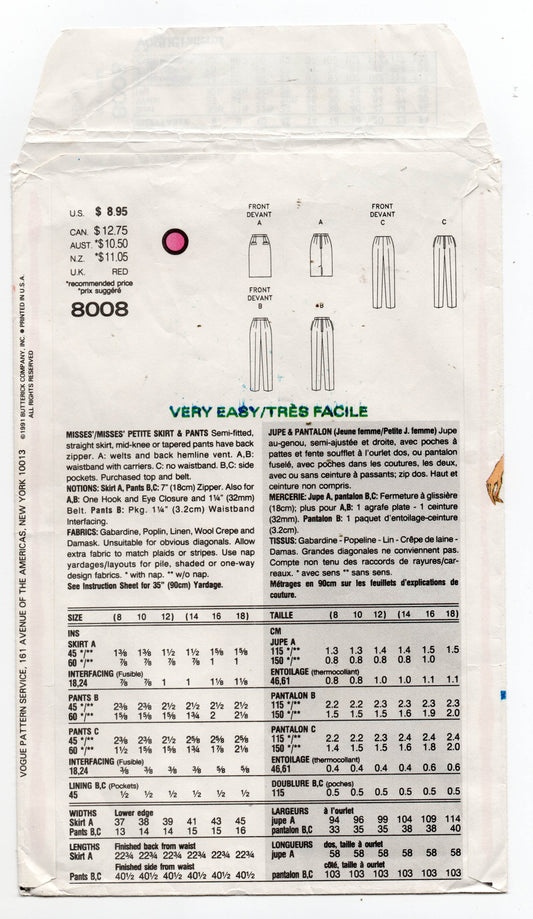 U.S. $ 8.95
CAN. $ 12.75
AUST. *$10.50
N.Z. *$11.05
U.K. RED
*recommended price
*prix suggéré
8008
FRONT
DEVANT
A
A
FRONT
DEVANT
C
C
FRONT
DEVANT
B
B
VERY EASY/TRÈS FACILE
MISSES'/MISSES' PETITE SKIRT & PANTS Semi-fitted,
straight skirt, mid-knee or tapered pants have back
zipper. A: welts and back hemline vent. A,B:
waistband with carriers. C: no waistband. B,C: side
pockets. Purchased top and belt.
NOTIONS: Skirt A, Pants B,C: 7" (18cm) Zipper. Also for
A,B: One Hook and Eye Closure and 1¼" (32mm)
Belt. Pants B: Pkg. 1¼" (3.2cm) Waistband
Interfacing.
FABRICS: Gabardine, Poplin, Linen, Wool Crepe and
Damask. Unsuitable for obvious diagonals. Allow
extra fabric to match plaids or stripes. Use nap
yardages/layouts for pile, shaded or one-way
design fabrics. * with nap. ** w/o nap.
See Instruction Sheet for 35" (90cm) Yardage.
JUPE & PANTALON (Jeune femme/Petite J. femme) Jupe
au-genou, semi-ajustée et droite, avec poches à
pattes et fente soufflet à l'ourlet dos, ou pantalon
fuselé, avec poches dans les coutures, les deux,
avec ou sans ceinture à passants; zip dos. Haut et
ceinture non compris.
MERCERIE: Jupe A, pantalon B,C: Fermeture à glissière
(18cm); plus pour A,B: 1 agrafe plate - 1 ceinture
(32mm). Pantalon B: 1 paquet d'entoilage-ceinture
(3.2cm).
TISSUS: Gabardine - Popeline - Lin - Crêpe de laine -
Damas. Grandes diagonales ne conviennent pas.
Compte non tenu des raccords de rayures/car-
reaux. * avec sens ** sans sens.
Métrages en 90cm sur les feuillets d'explications de
couture.
SIZE (8 10 12) (14 16 18)
INS
SKIRT A
45 */** 1⅜ 1⅜ 1½ 1½ 1⅝ 1⅝
60 */** ⅞ ⅞ ⅞ ⅞ 1 1
INTERFACING (Fusible)
18,24 ⅞ ⅞ 1 1 1⅛ 1⅛
PANTS B
45 */** 2⅜ 2⅜ 2½ 2½ 2½ 2½
60 */** 1⅝ 1⅝ 1⅝ 1¾ 2 2⅛
PANTS C
45 */** 2⅜ 2⅜ 2½ 2⅝ 2⅝ 2⅝
60 */** 1½ 1⅝ 1⅝ 1¾ 1⅞ 2⅛
INTERFACING (Fusible)
18,24 ⅜ ⅜ ⅜ ⅜ ⅝ ⅝
LINING B,C (Pockets)
45 ½ ½ ½ ½ ½ ½
WIDTHS Lower edge
Skirt A 37 38 39 41 43 45
Pants B,C 13 14 14 15 15 16
LENGTHS Finished back from waist
Skirt A 22¾ 22¾ 22¾ 22¾ 22¾ 22¾
Finished side from waist
Pants B,C 40½ 40½ 40½ 40½ 40½ 40½
TAILLE (8 10 12) (14 16 18)
CM
JUPE A
115 */** 1.3 1.3 1.4 1.4 1.5 1.5
150 */** 0.8 0.8 0.8 0.8 1.0
ENTOILAGE (thermocollant)
46,61 0.8 0.8 1.0 1.0 1.1 1.1
PANTALON B
115 */** 2.2 2.2 2.3 2.3 2.3 2.3
150 */** 1.5 1.5 1.5 1.6 1.9 2.0
PANTALON C
115 */** 2.2 2.2 2.3 2.4 2.4 2.4
150 */** 1.4 1.5 1.5 1.6 1.8 2.0
ENTOILAGE (thermocollant)
46,61 0.4 0.4 0.4 0.4 0.6 0.6
DOUBLURE B,C (poches)
115 0.5 0.5 0.5 0.5 0.5 0.5
LARGEURS à l'ourlet
jupe A 94 96 99 104 109 114
pantalon B,C 33 35 35 38 38 40
LONGUEURS dos, taille à ourlet
jupe A 58 58 58 58 58 58
côté, taille à ourlet
pantalon B,C 103 103 103 103 103 103
VOGUE PATTERN SERVICE, 161 AVENUE OF THE AMERICAS, NEW YORK 10013 ©1991 BUTTERICK COMPANY, INC. ● PRINTED IN U.S.A.
ALL RIGHTS RESERVED